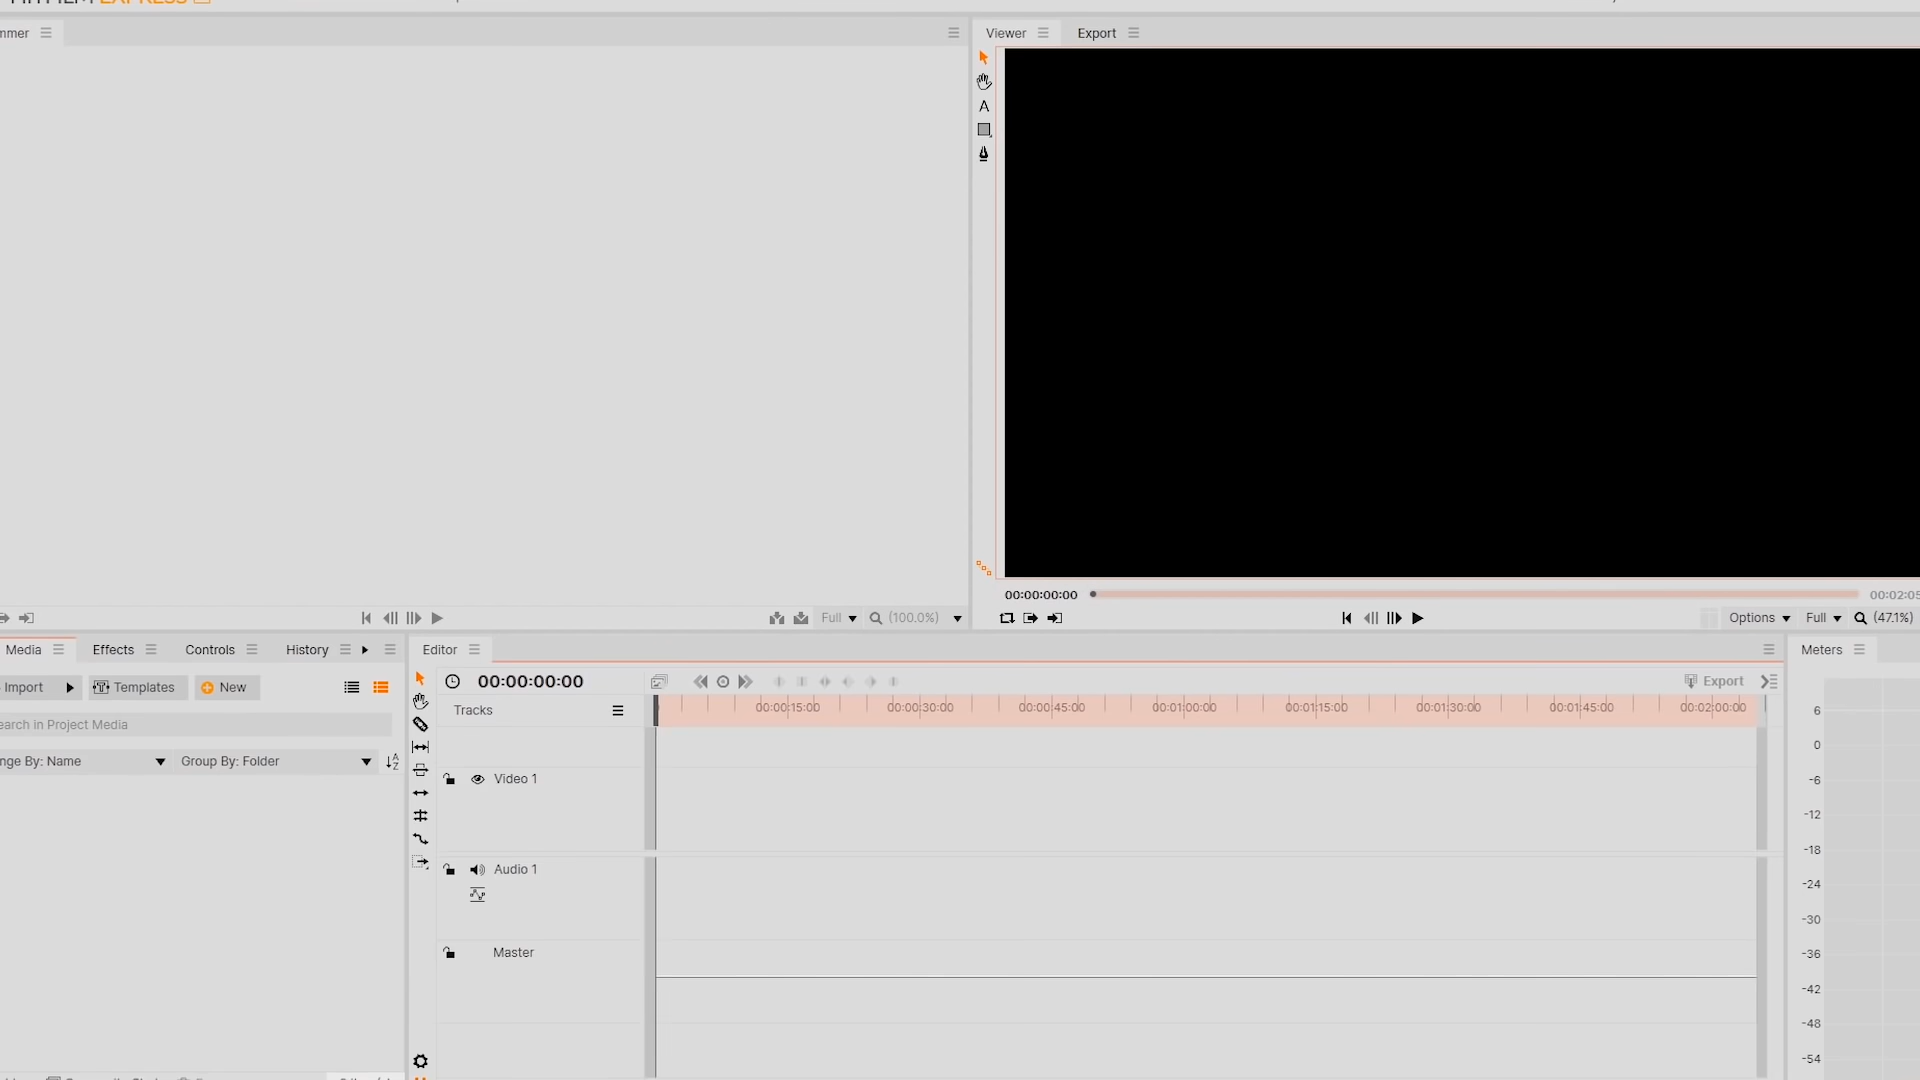 EXPRESS
mmer
Viewer
Export
A
00:00:00:00
00:02:05
Full
(100.0%)
Options
Full
(47.1%)
Media
Effects
Controls
History
Editor
Meters
Import
Templates
New
00:00:00:00
Export
Tracks
00:00:15:00
00:00:30:00
00:00:45:00
00:01:00:00
00:01:15:00
00:01:30:00
00:01:45:00
00:02:00:00
earch in Project Media
nge By: Name
Group By: Folder
Video 1
Audio 1
Master
6
0
-6
-12
-18
-24
-30
-36
-42
-48
-54